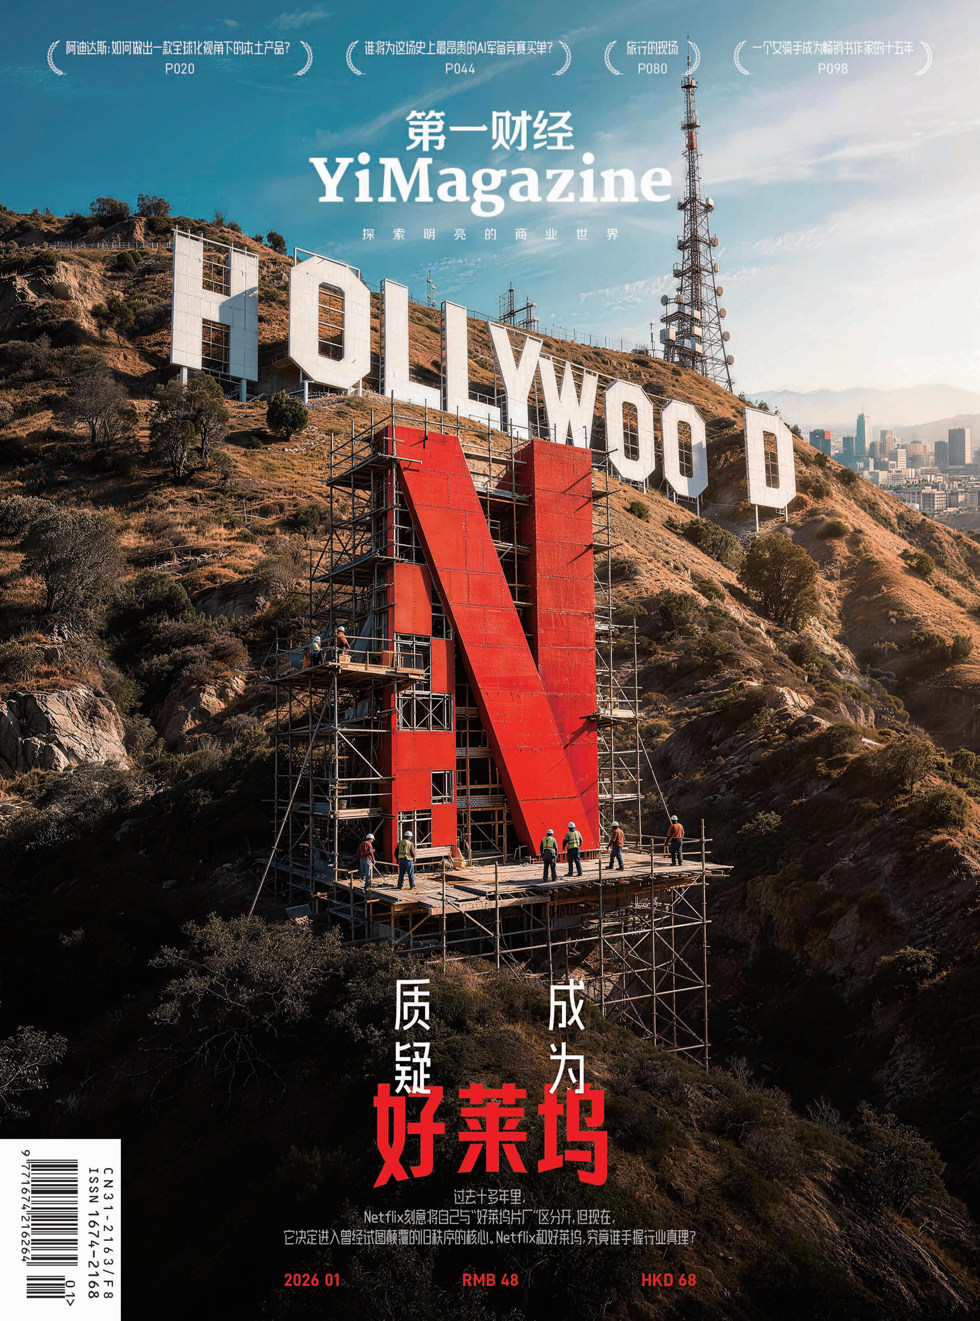 阿迪达斯:如何做出一款全球化视角下的本土产品?
P020
谁将为这场史上最昂贵的AI军备竞赛买单?
P044
旅行的现场
P080
一个女骑手成为畅销书作家的十五年
P098
第一财经
YiMagazine
探索明亮的商业世界
HOLLYWOOD
N
质疑
成为
好莱坞
过去十多年里,
Netflix刻意将自己与“好莱坞片厂”区分开,但现在,
它决定进入曾经试图颠覆的旧秩序的核心。Netflix和好莱坞,究竟谁手握行业真理?
2026 01
RMB 48
HKD 68
CN31-2163/F8
ISSN 1674-2168
9 771674 216264
01>